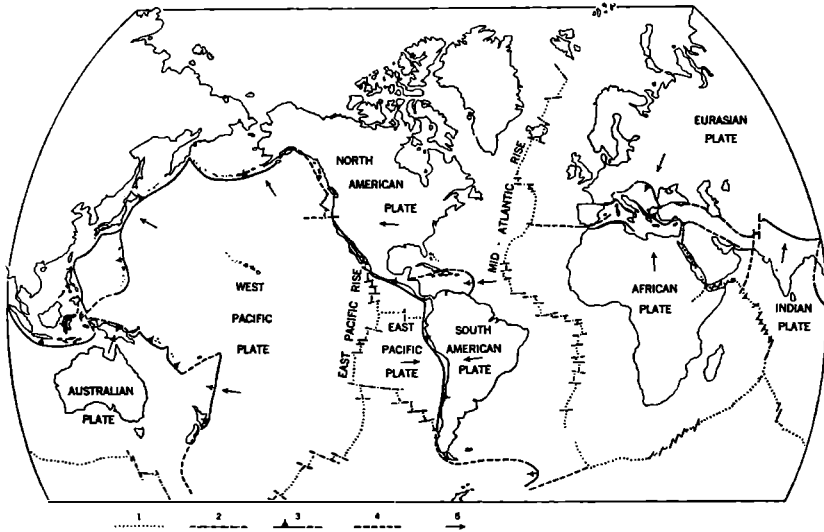 EURASIAN
PLATE
NORTH
AMERICAN
PLATE
MID - ATLANTIC RISE
WEST
PACIFIC
PLATE
EAST PACIFIC RISE
EAST
PACIFIC
PLATE
SOUTH
AMERICAN
PLATE
AFRICAN
PLATE
INDIAN
PLATE
AUSTRALIAN
PLATE
1 2 3 4 5